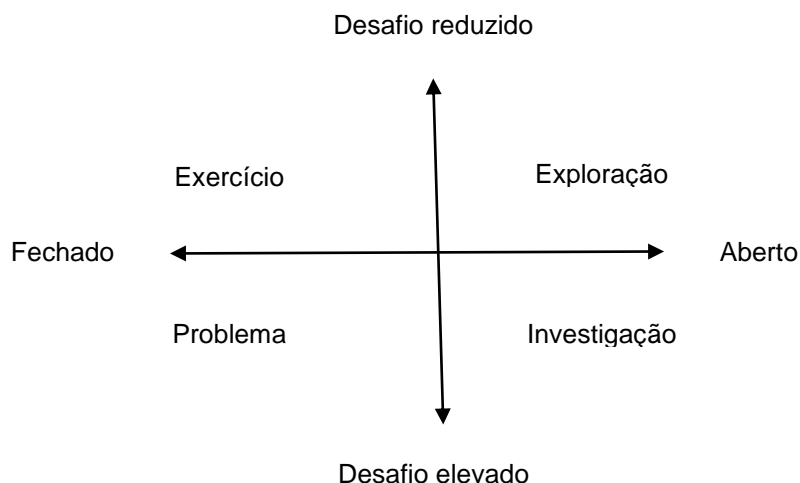 Desafio reduzido
Exercício
Exploração
Fechado
Aberto
Problema
Investigação
Desafio elevado